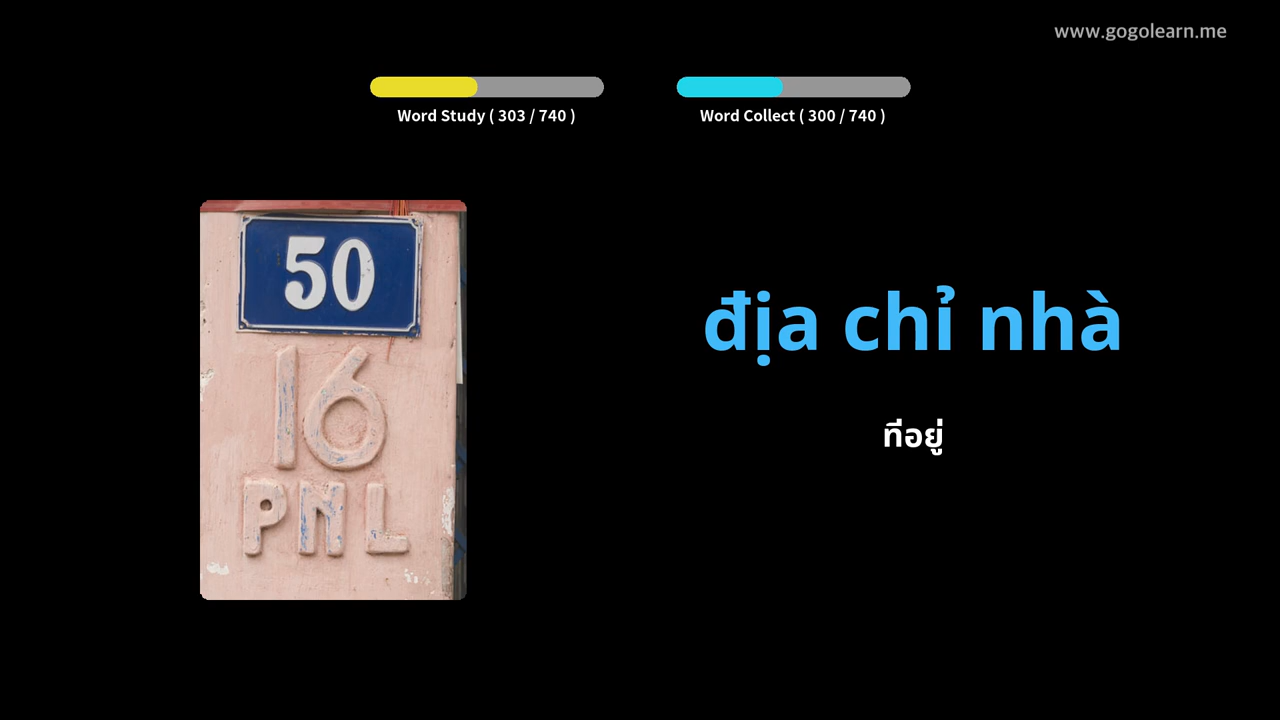 www.gogolearn.me
Word Study ( 303 / 740 )
Word Collect ( 300 / 740 )
50
16
PNL
địa chỉ nhà
ที่อยู่